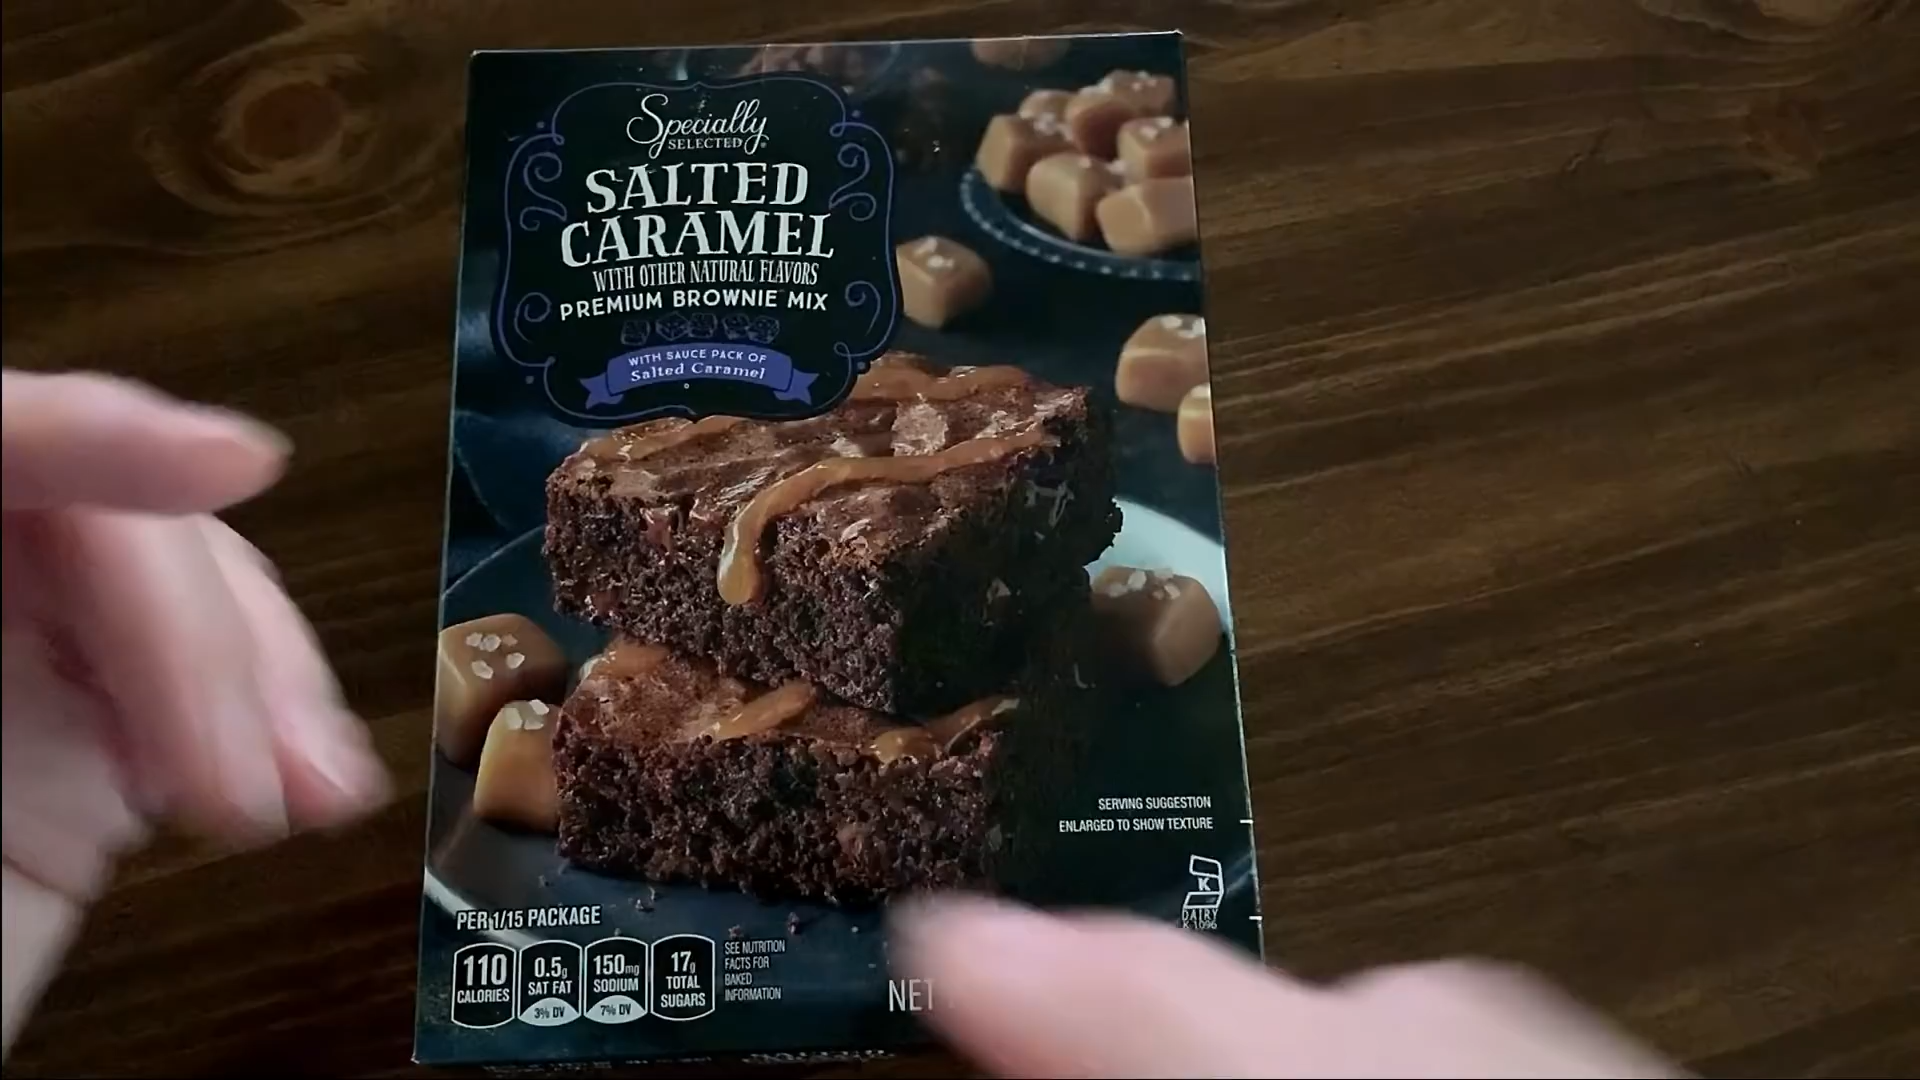 Specially
SELECTED
SALTED
CARAMEL
WITH OTHER NATURAL FLAVORS
PREMIUM BROWNIE MIX
WITH SAUCE PACK OF
Salted Caramel
SERVING SUGGESTION
ENLARGED TO SHOW TEXTURE
K
DAIRY
K 1096
PER 1/15 PACKAGE
110
CALORIES
0.5g
SAT FAT
3% DV
150mg
SODIUM
7% DV
17g
TOTAL
SUGARS
SEE NUTRITION
FACTS FOR
BAKED
INFORMATION
NET